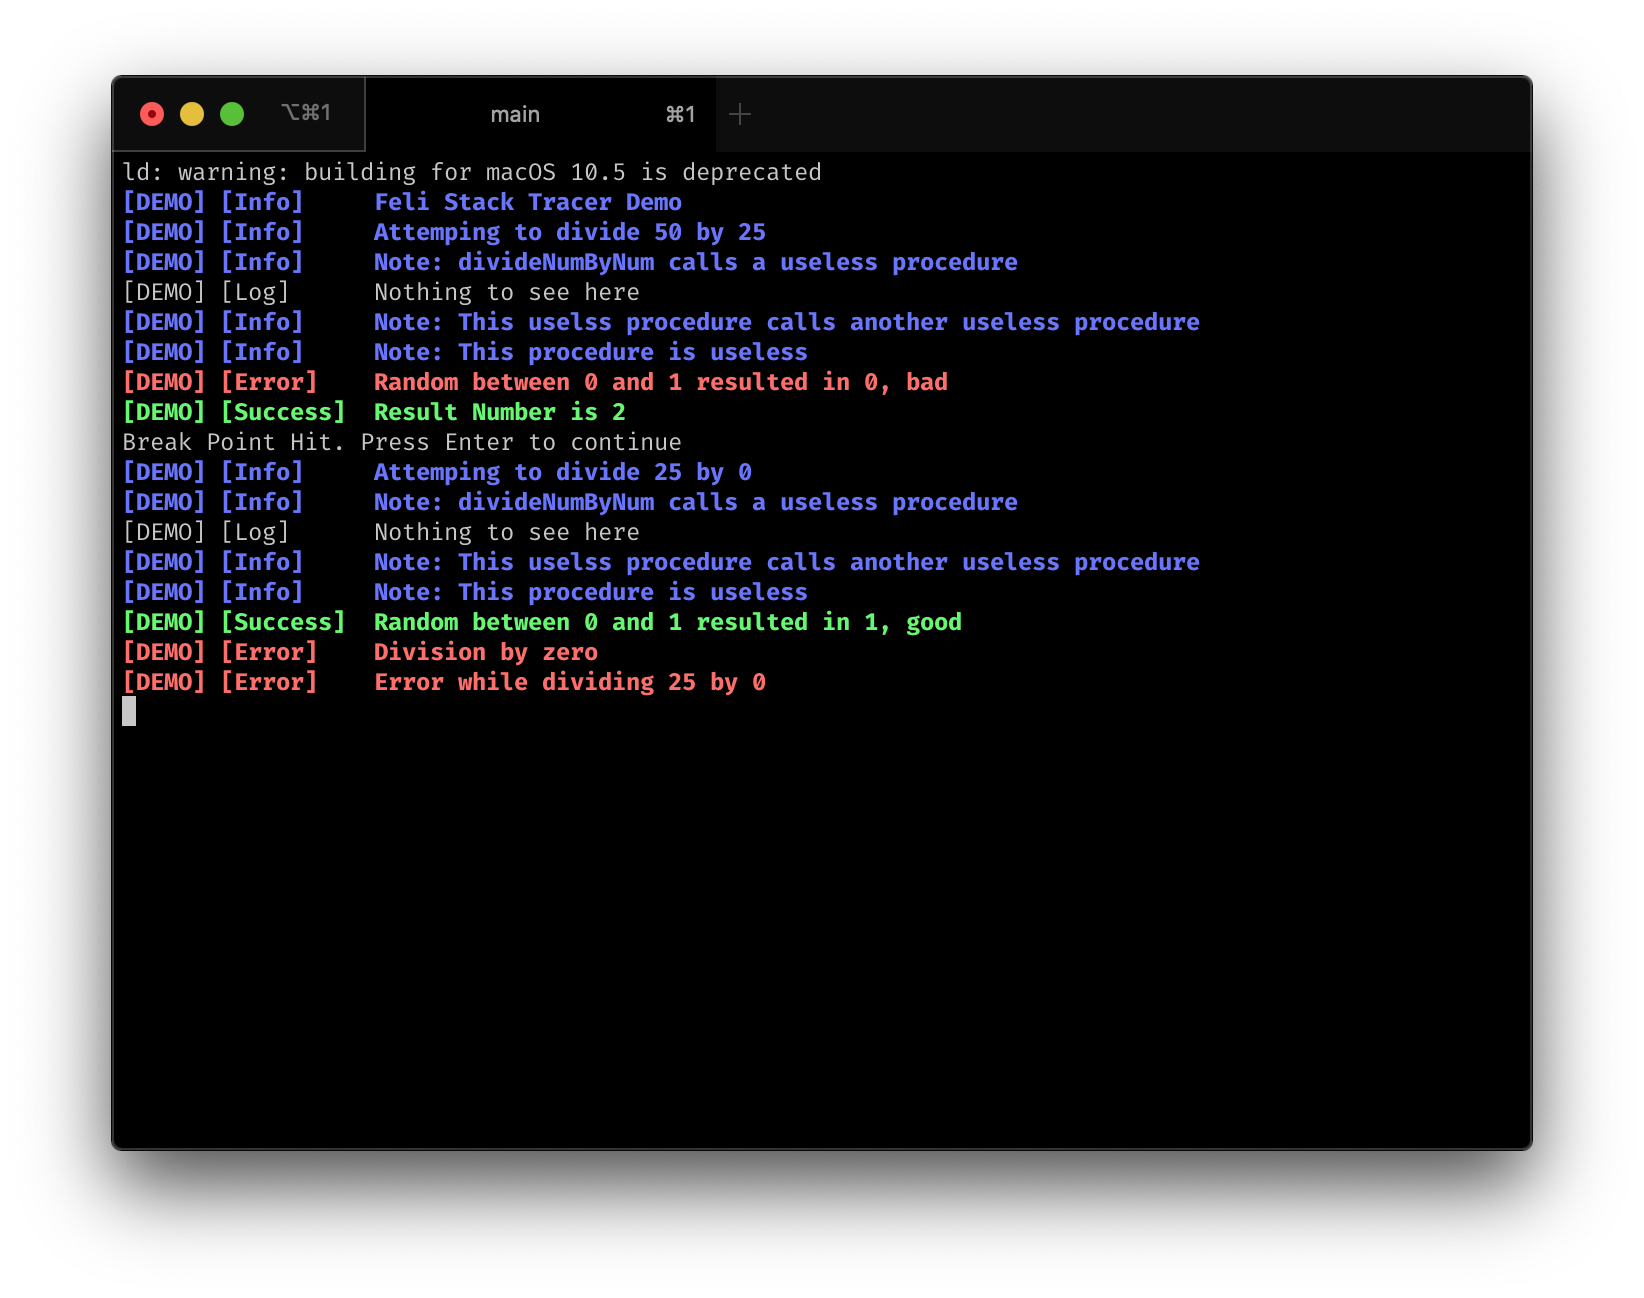 ⌥⌘1 main ⌘1 +
ld: warning: building for macOS 10.5 is deprecated
[DEMO] [Info]     Feli Stack Tracer Demo
[DEMO] [Info]     Attemping to divide 50 by 25
[DEMO] [Info]     Note: divideNumByNum calls a useless procedure
[DEMO] [Log]      Nothing to see here
[DEMO] [Info]     Note: This uselss procedure calls another useless procedure
[DEMO] [Info]     Note: This procedure is useless
[DEMO] [Error]    Random between 0 and 1 resulted in 0, bad
[DEMO] [Success]  Result Number is 2
Break Point Hit. Press Enter to continue
[DEMO] [Info]     Attemping to divide 25 by 0
[DEMO] [Info]     Note: divideNumByNum calls a useless procedure
[DEMO] [Log]      Nothing to see here
[DEMO] [Info]     Note: This uselss procedure calls another useless procedure
[DEMO] [Info]     Note: This procedure is useless
[DEMO] [Success]  Random between 0 and 1 resulted in 1, good
[DEMO] [Error]    Division by zero
[DEMO] [Error]    Error while dividing 25 by 0